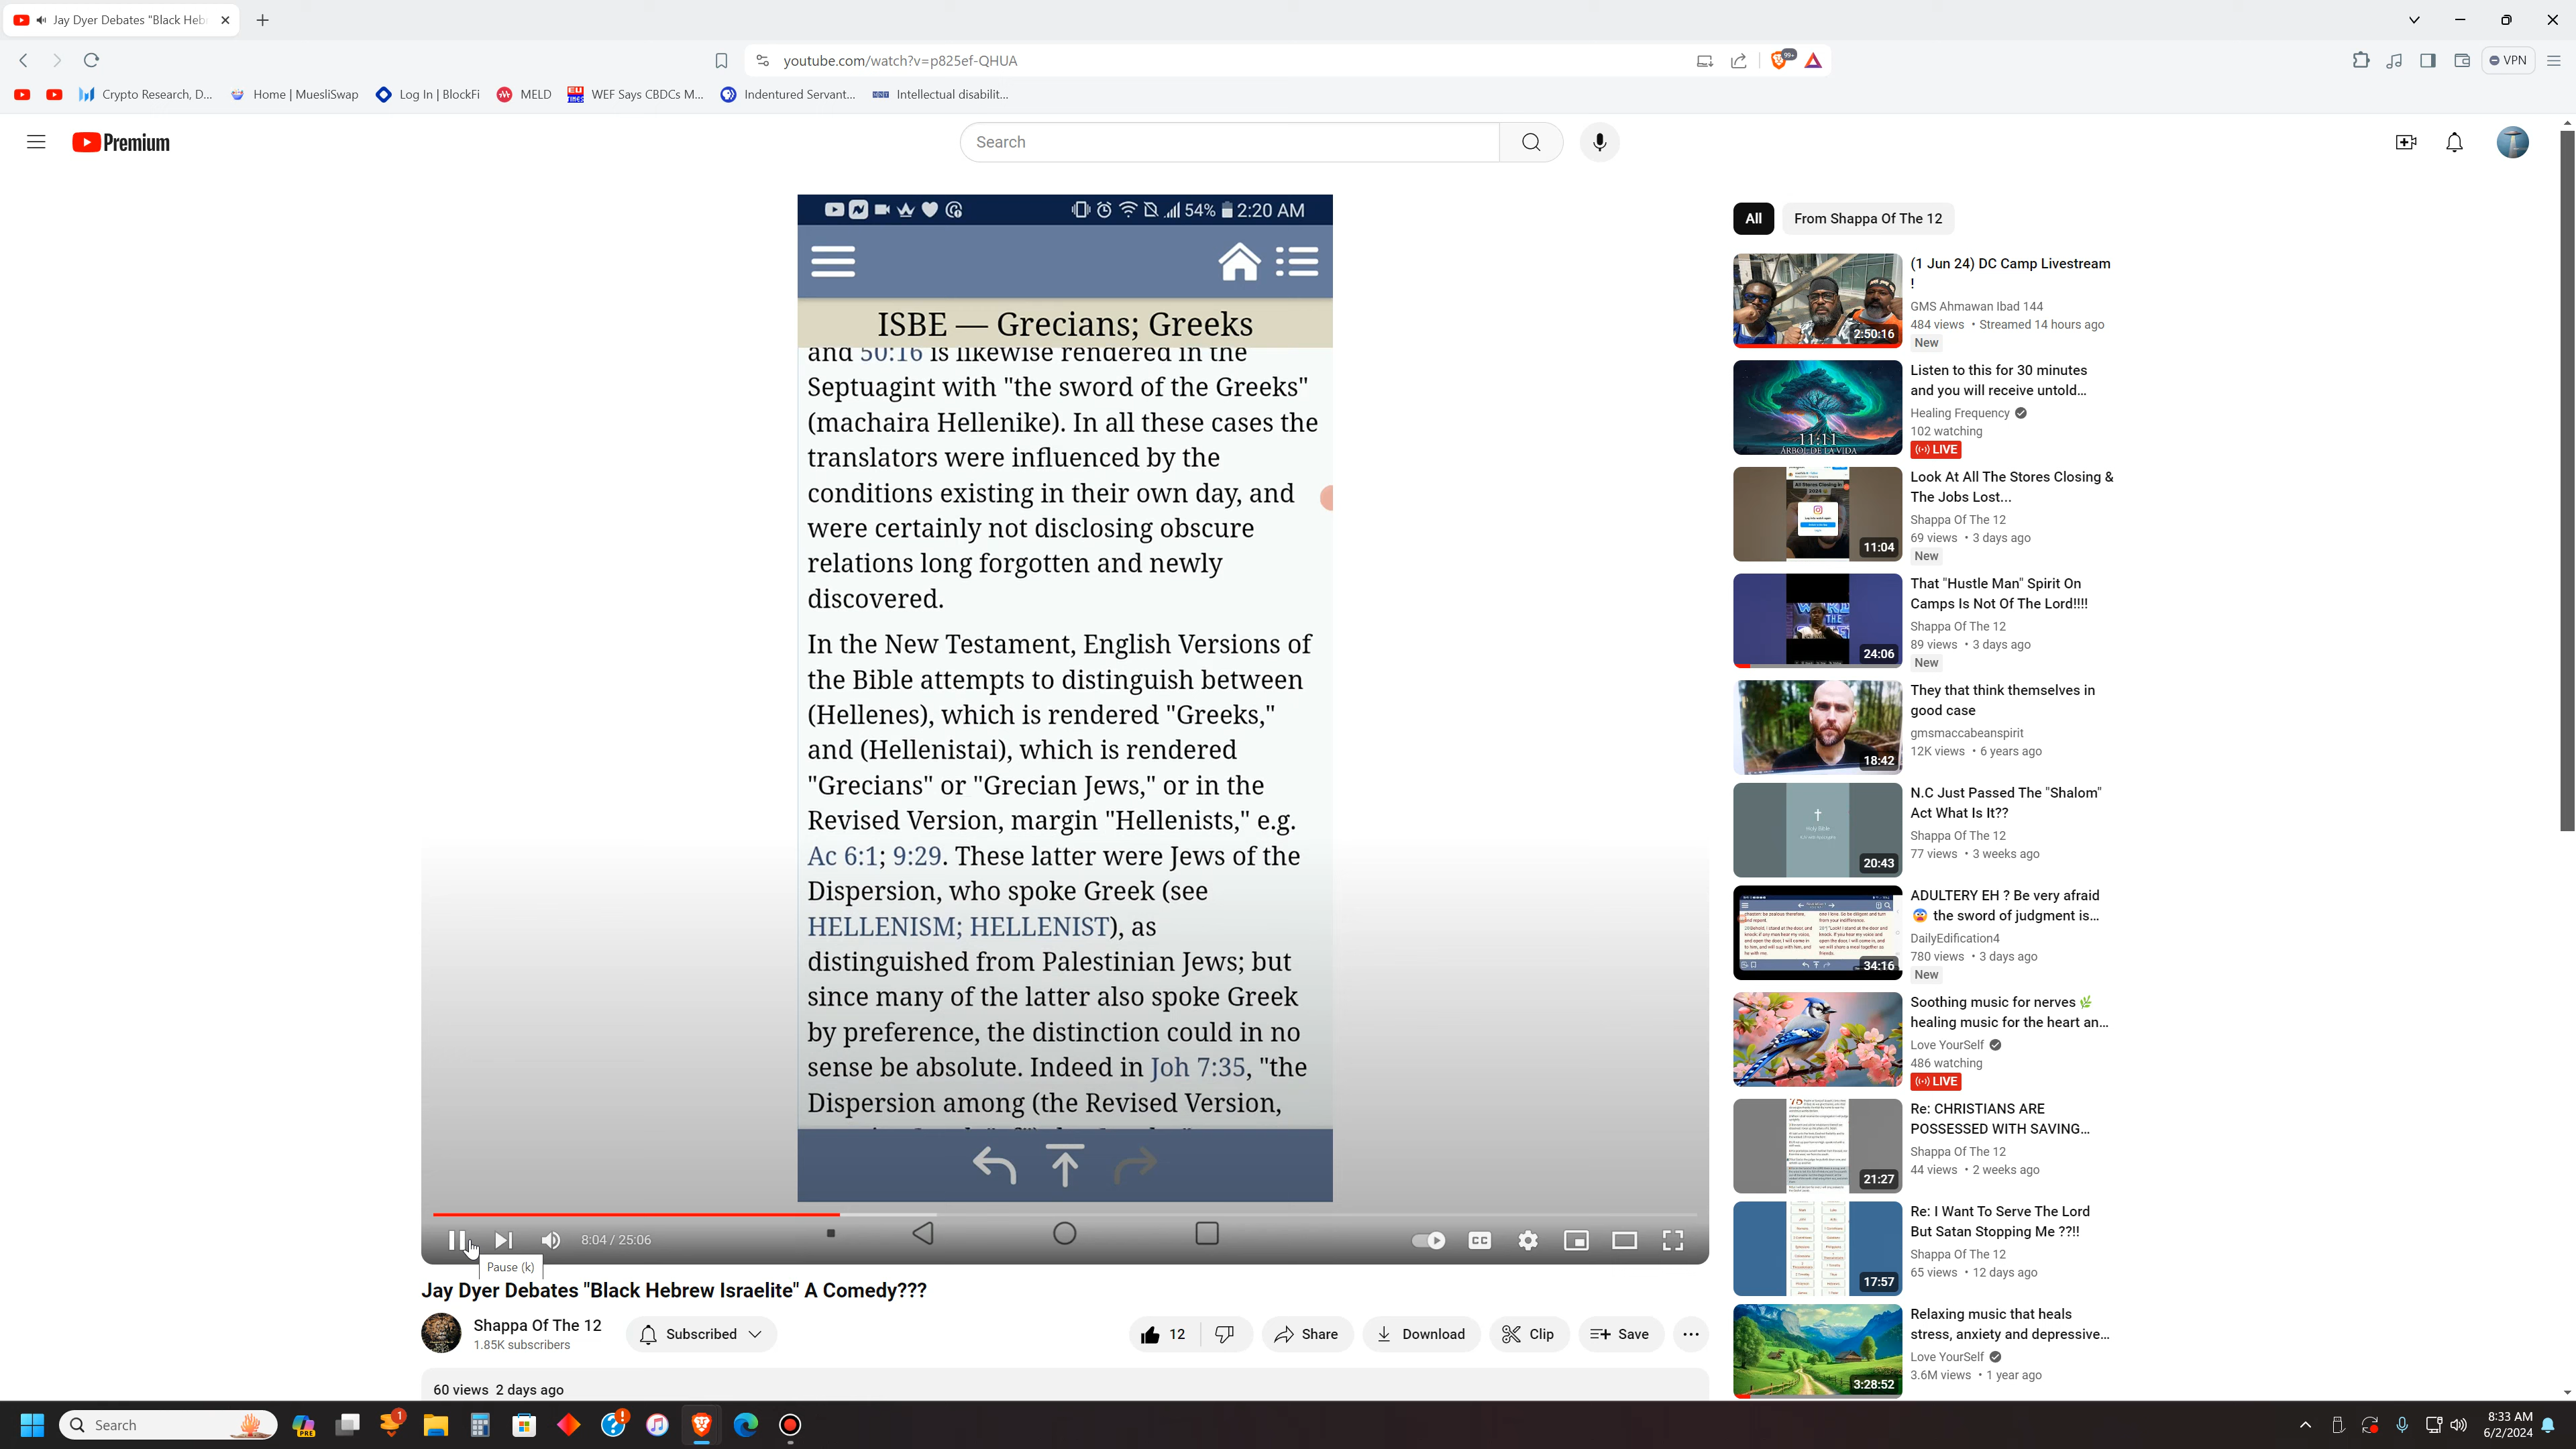 Jay Dyer Debates "Black Heb
youtube.com/watch?v=p825ef-QHUA
99+
VPN
Crypto Research, D...
Home | MuesliSwap
Log In | BlockFi
MELD
WEF Says CBDCs M...
Indentured Servant...
Intellectual disabilit...
Premium
Search
54% 2:20 AM
ISBE — Grecians; Greeks
and 50:16 is likewise rendered in the
Septuagint with "the sword of the Greeks"
(machaira Hellenike). In all these cases the
translators were influenced by the
conditions existing in their own day, and
were certainly not disclosing obscure
relations long forgotten and newly
discovered.
In the New Testament, English Versions of
the Bible attempts to distinguish between
(Hellenes), which is rendered "Greeks,"
and (Hellenistai), which is rendered
"Grecians" or "Grecian Jews," or in the
Revised Version, margin "Hellenists," e.g.
Ac 6:1; 9:29. These latter were Jews of the
Dispersion, who spoke Greek (see
HELLENISM; HELLENIST), as
distinguished from Palestinian Jews; but
since many of the latter also spoke Greek
by preference, the distinction could in no
sense be absolute. Indeed in Joh 7:35, "the
Dispersion among (the Revised Version,
8:04 / 25:06
CC
Pause (k)
Jay Dyer Debates "Black Hebrew Israelite" A Comedy???
Shappa Of The 12
1.85K subscribers
Subscribed
12
Share
Download
Clip
Save
60 views 2 days ago
All
From Shappa Of The 12
2:50:16
(1 Jun 24) DC Camp Livestream
!
GMS Ahmawan Ibad 144
484 views • Streamed 14 hours ago
New
11:11
ÁRBOL DE LA VIDA
Listen to this for 30 minutes
and you will receive untold...
Healing Frequency
102 watching
LIVE
11:04
Look At All The Stores Closing &
The Jobs Lost...
Shappa Of The 12
69 views • 3 days ago
New
24:06
That "Hustle Man" Spirit On
Camps Is Not Of The Lord!!!!
Shappa Of The 12
89 views • 3 days ago
New
18:42
They that think themselves in
good case
gmsmaccabeanspirit
12K views • 6 years ago
20:43
N.C Just Passed The "Shalom"
Act What Is It??
Shappa Of The 12
77 views • 3 weeks ago
34:16
ADULTERY EH ? Be very afraid
😨 the sword of judgment is...
DailyEdification4
780 views • 3 days ago
New
Soothing music for nerves 🌿
healing music for the heart an...
Love YourSelf
486 watching
LIVE
21:27
Re: CHRISTIANS ARE
POSSESSED WITH SAVING...
Shappa Of The 12
44 views • 2 weeks ago
17:57
Re: I Want To Serve The Lord
But Satan Stopping Me ??!!
Shappa Of The 12
65 views • 12 days ago
3:28:52
Relaxing music that heals
stress, anxiety and depressive...
Love YourSelf
3.6M views • 1 year ago
Search
PRE
1
8:33 AM
6/2/2024